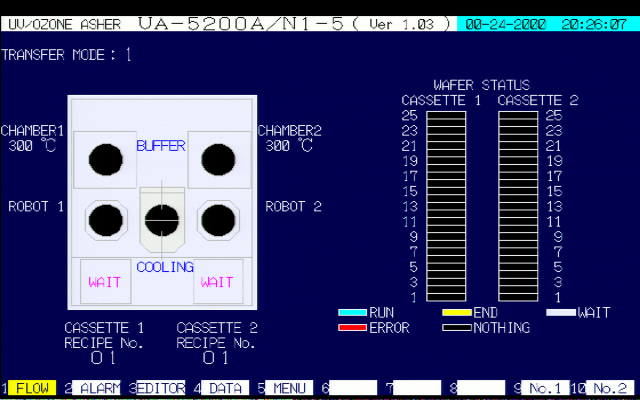 UV/OZONE ASHER UA-5200A/N1-5 ( Ver 1.03 ) 00-24-2000 20:26:07
TRANSFER MODE : 1
WAFER STATUS
CASSETTE 1 CASSETTE 2
25 25
23 23
21 21
19 19
17 17
15 15
13 13
11 11
9 9
7 7
5 5
3 3
1 1
CHAMBER1
300 ℃
BUFFER
CHAMBER2
300 ℃
ROBOT 1
ROBOT 2
COOLING
WAIT WAIT
RUN END WAIT
ERROR NOTHING
CASSETTE 1 CASSETTE 2
RECIPE No. RECIPE No.
01 01
1 FLOW 2 ALARM 3 EDITOR 4 DATA 5 MENU 6 7 8 9 No.1 10 No.2